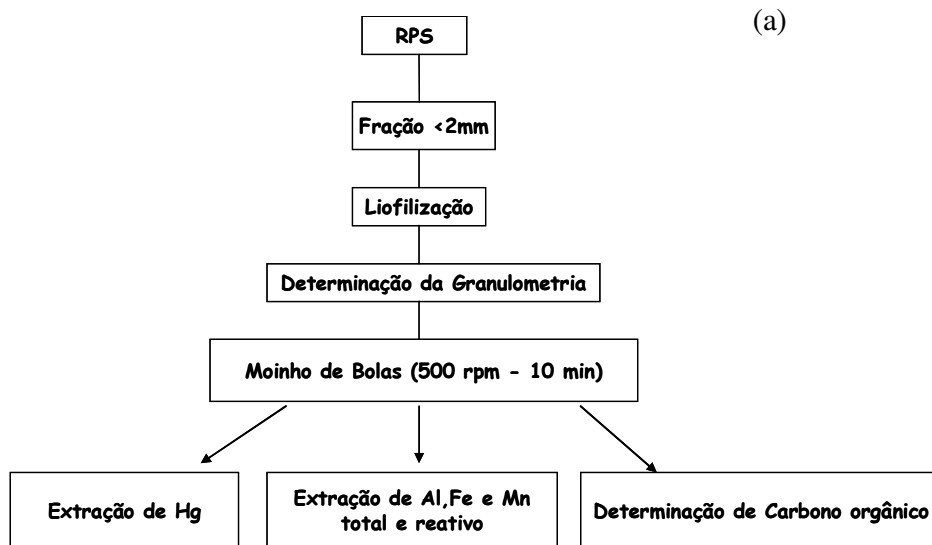 (a)
RPS
Fração <2mm
Liofilização
Determinação da Granulometria
Moinho de Bolas (500 rpm - 10 min)
Extração de Hg
Extração de Al,Fe e Mn
total e reativo
Determinação de Carbono orgânico